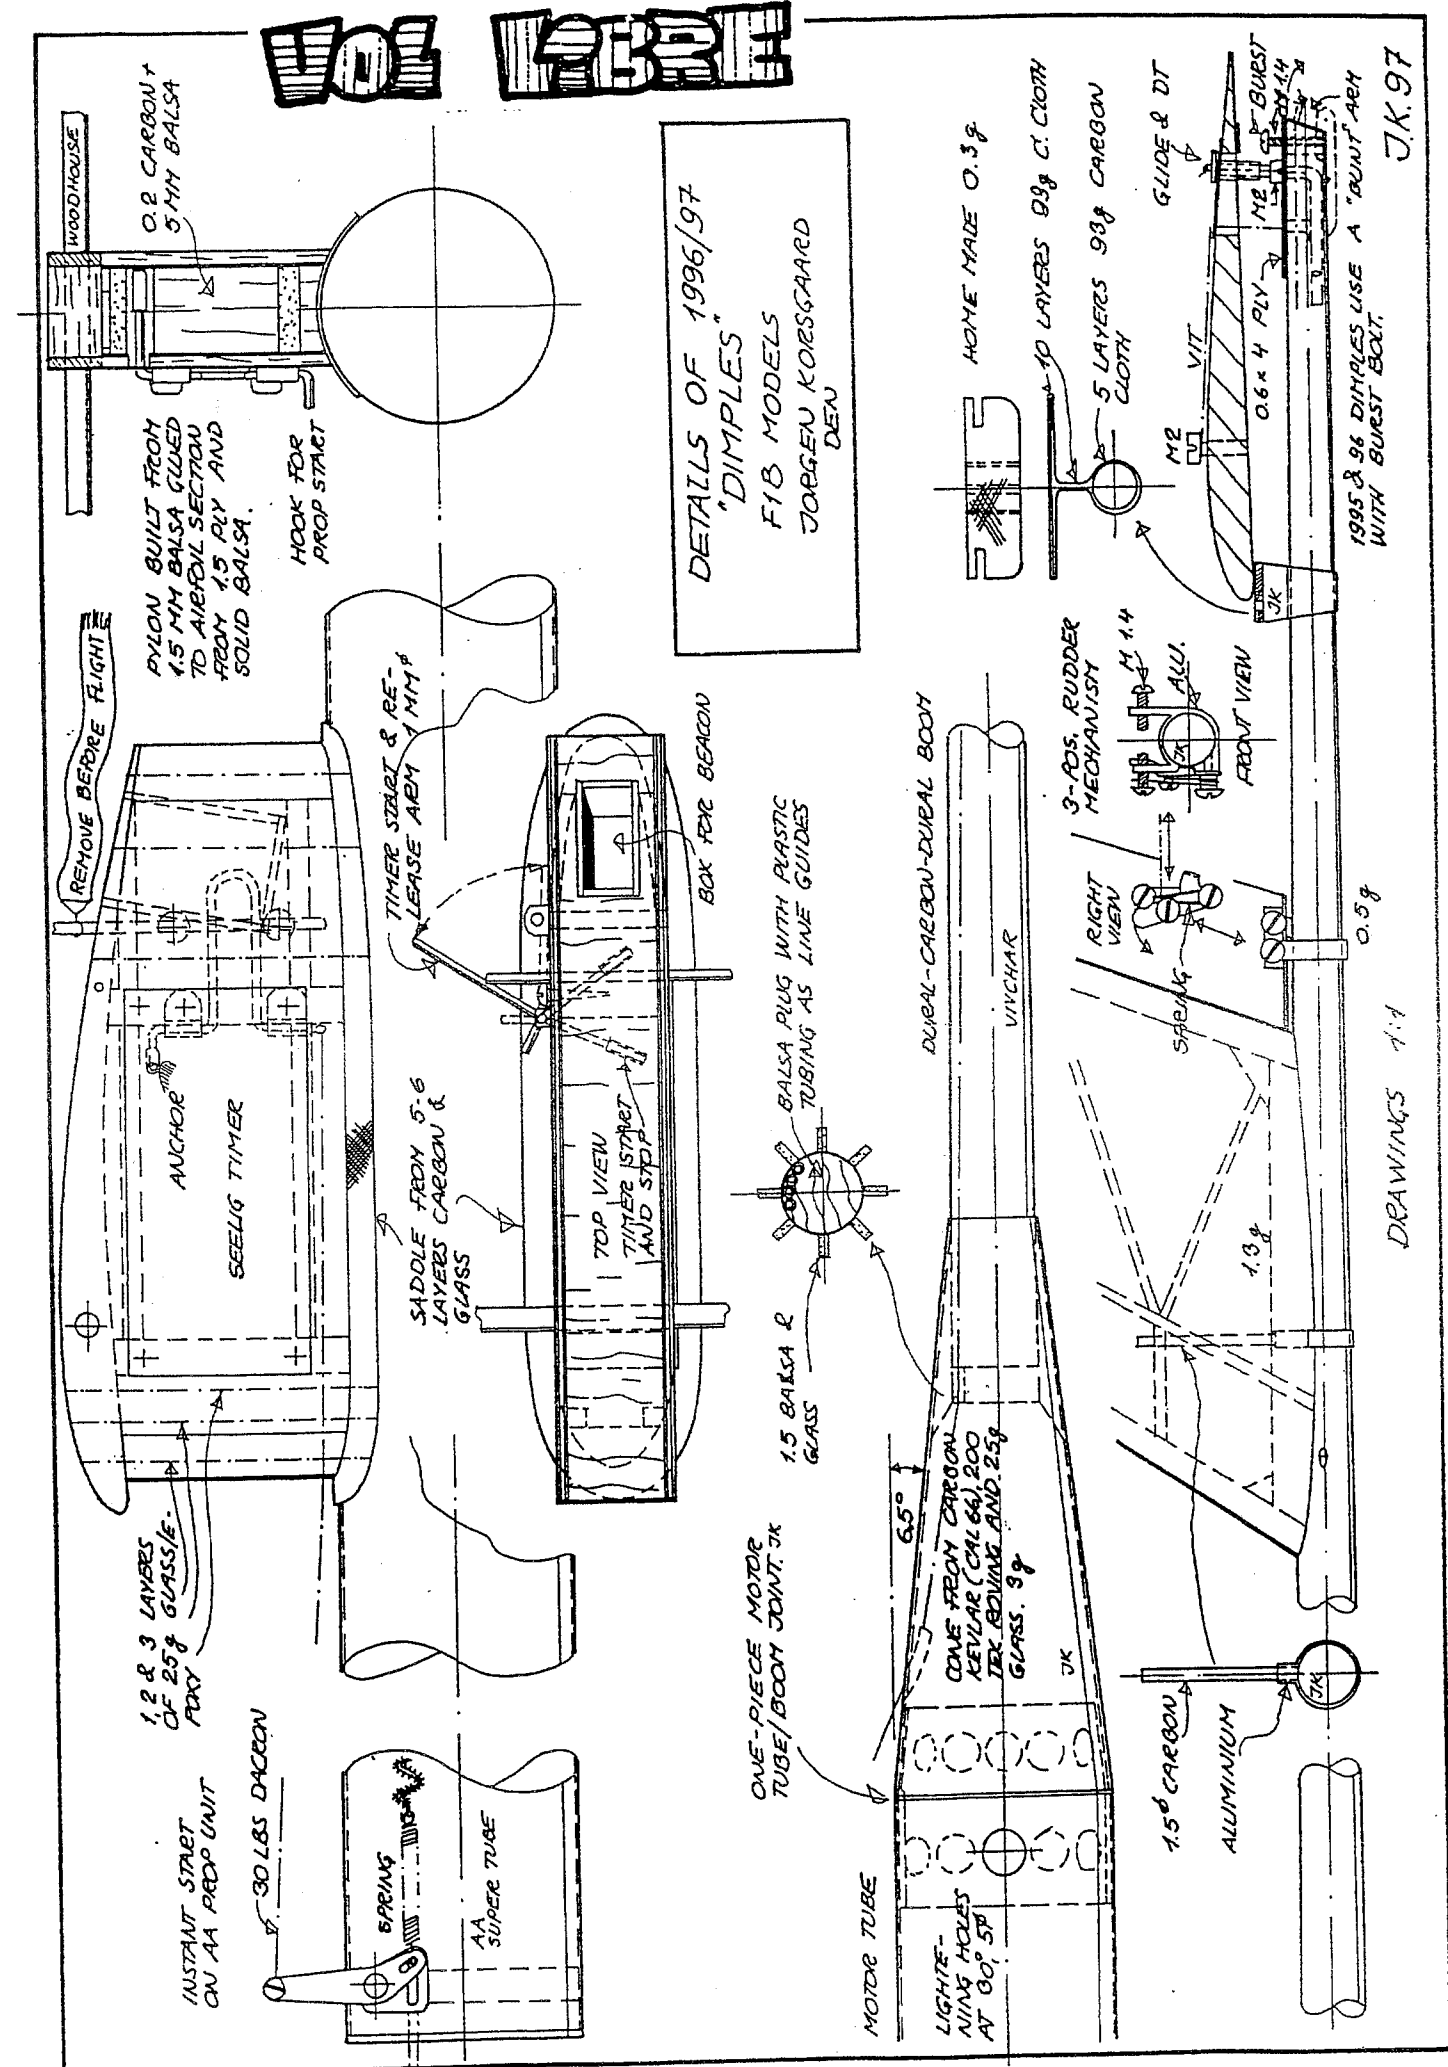 VOL LIBRE
INSTANT START
ON AA PROP UNIT
30 LBS DACRON
SPRING
AA
SUPER TUBE
1, 2 & 3 LAYERS
OF 25g GLASS/E-
POXY
REMOVE BEFORE FLIGHT
ANCHOR
SEELIG TIMER
PYLON BUILT FROM
1.5 MM BALSA GLUED
TO AIRFOIL SECTION
FROM 1.5 PLY AND
SOLID BALSA.
HOOK FOR
PROP START
WOODHOUSE
0.2 CARBON +
5 MM BALSA
SADDLE FROM 5-6
LAYERS CARBON &
GLASS
TIMER START & RE-
LEASE ARM 1 MMø
TOP VIEW
TIMER START
AND STOP
BOX FOR BEACON
DETAILS OF 1996/97
"DIMPLES"
F1B MODELS
JORGEN KORSGAARD
DEN
MOTOR TUBE
LIGHTE-
NING HOLES
AT 30°, 5ø
ONE-PIECE MOTOR
TUBE/BOOM JOINT. JK
6.5°
CONE FROM CARBON
KEVLAR (CAL 66), 200
TEX ROVING AND 25g
GLASS. 3g
JK
1.5 BALSA &
GLASS
BALSA PLUG WITH PLASTIC
TUBING AS LINE GUIDES
DURAL-CARBON-DURAL BOOM
VIVCHAR
HOME MADE 0.3g
10 LAYERS 93g C. CLOTH
5 LAYERS 93g CARBON
CLOTH
1.5ø CARBON
ALUMINIUM
JK
1.3g
RIGHT
VIEW
SPRING
3-POS. RUDDER
MECHANISM
M 1.4
ALU.
JK
FRONT VIEW
0.5g
JK
M2
VIT
0.6 x 4 PLY
GLIDE & DT
M2
BURST
M 1.4
1995 & 96 DIMPLES USE A "BUNT" ARM
WITH BURST BOLT.
DRAWINGS 1:1
J.K. 97